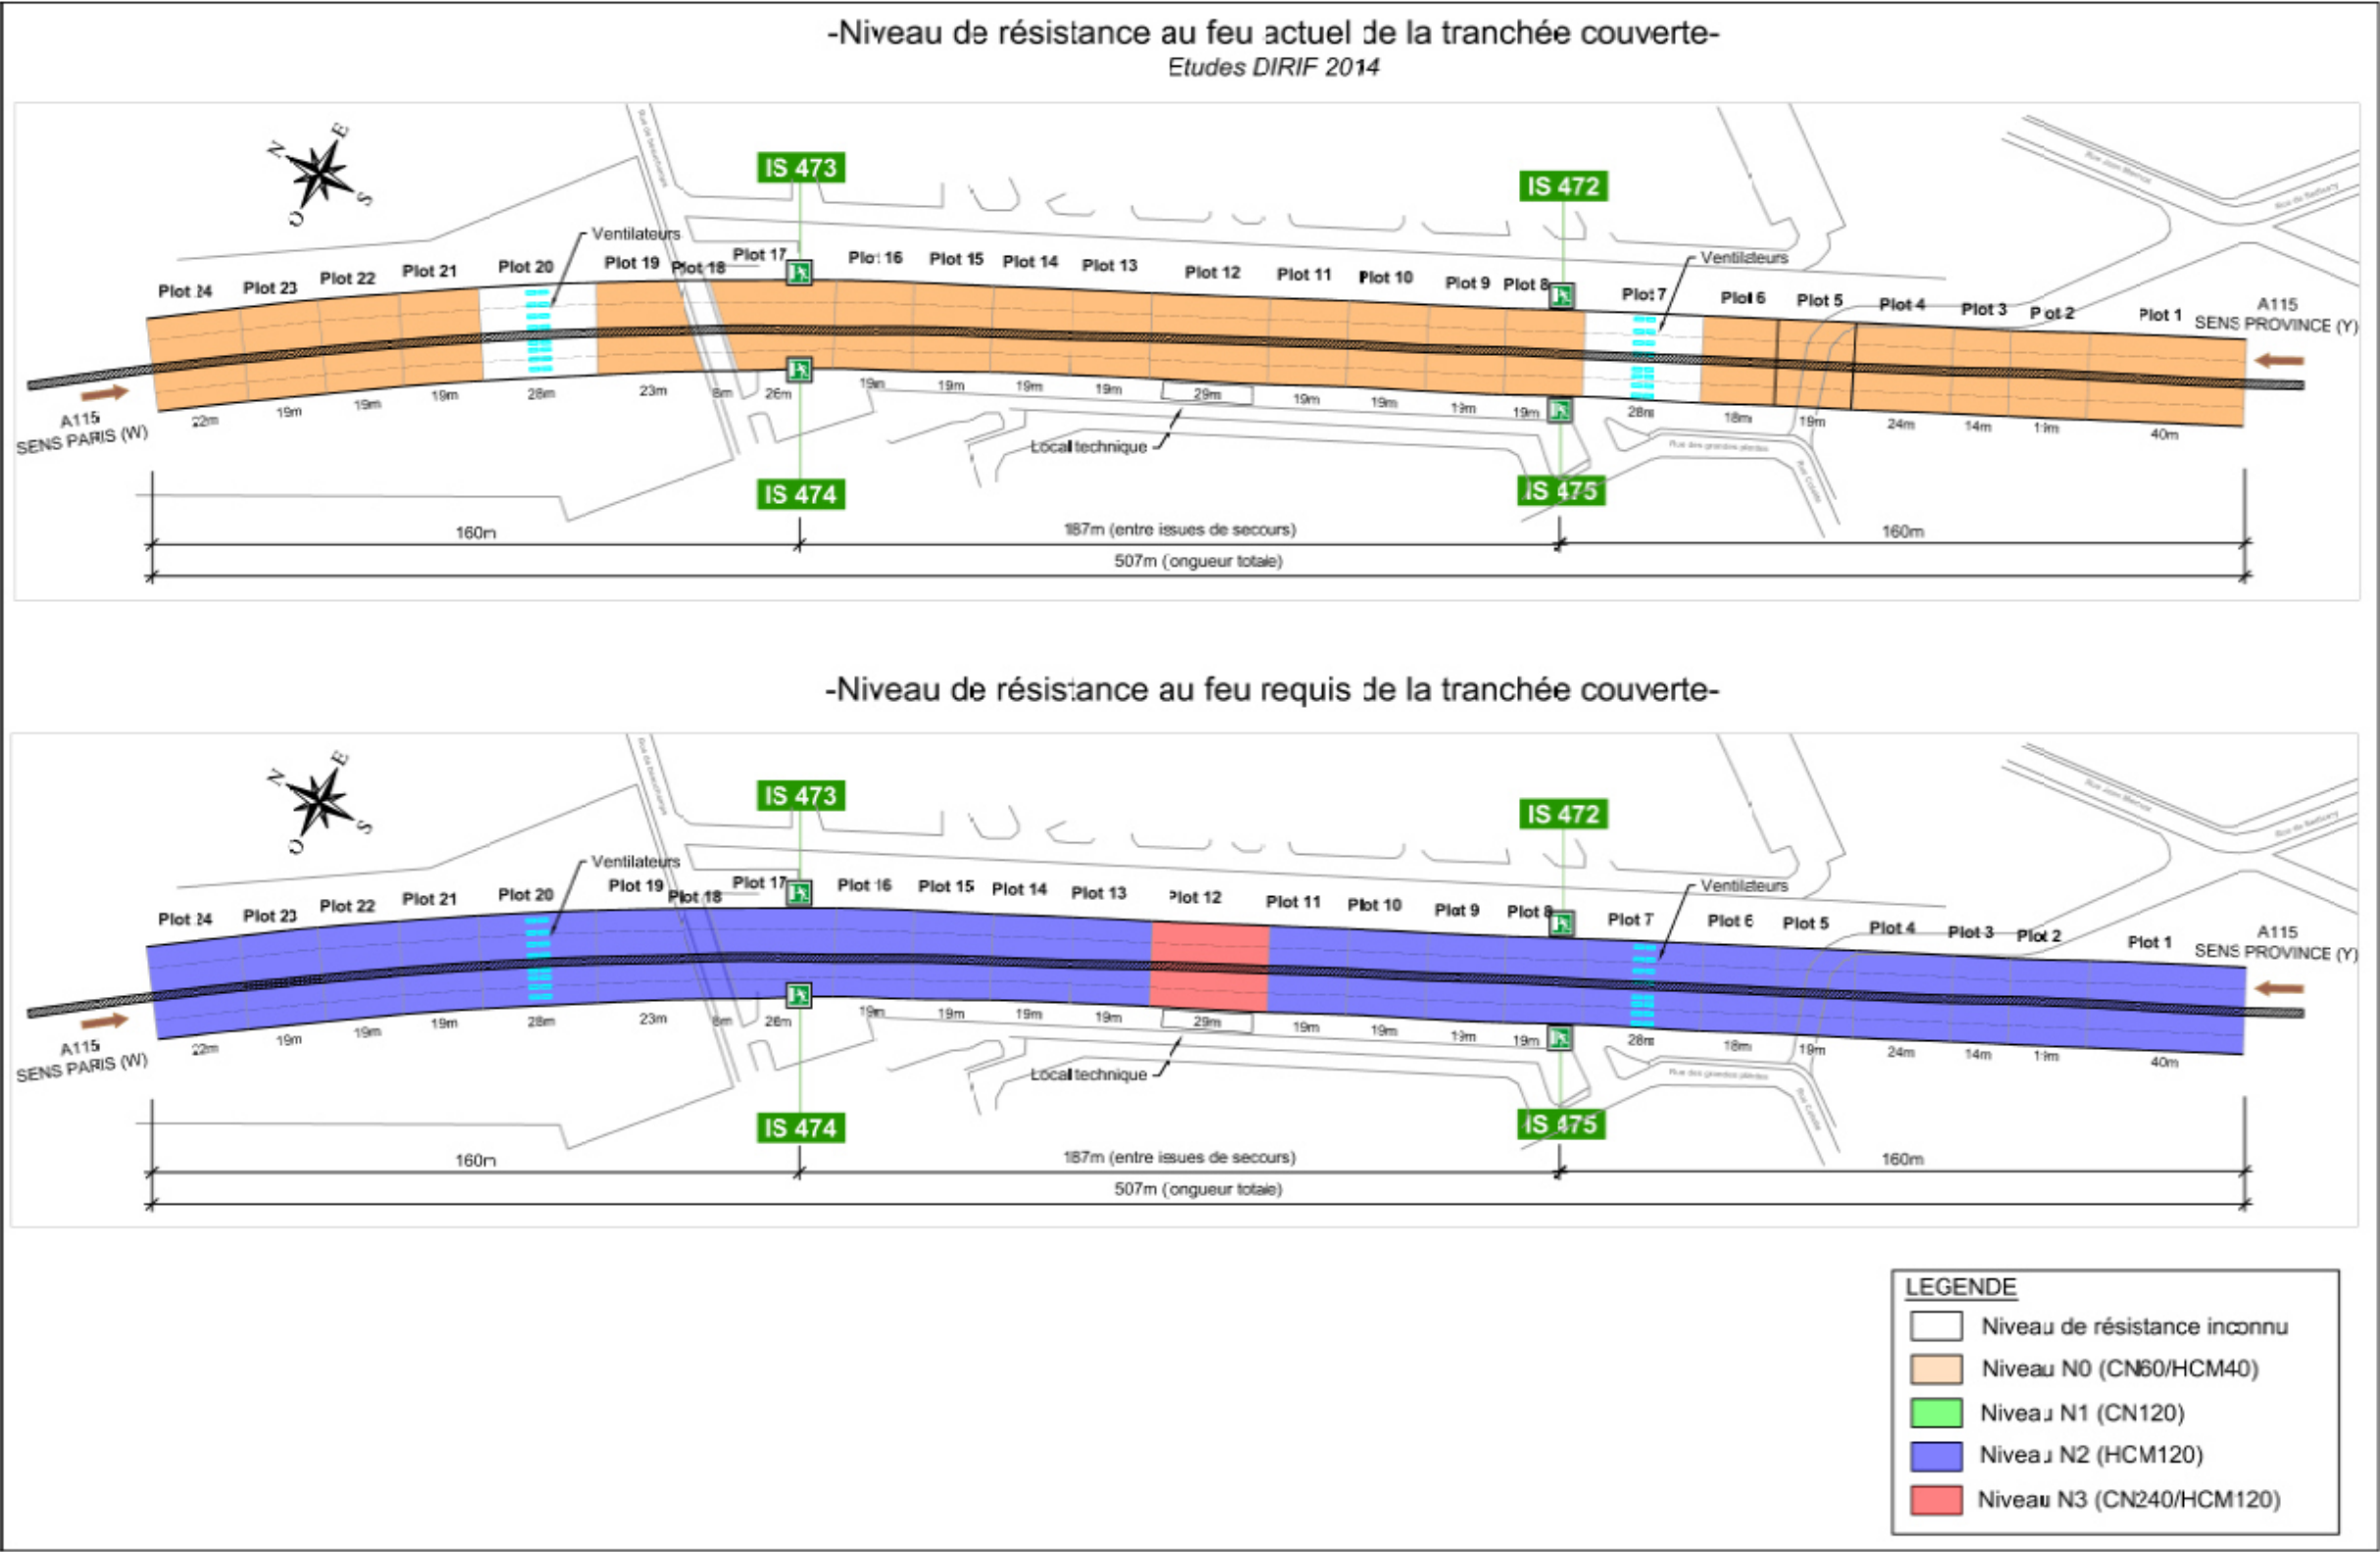 -Niveau de résistance au feu actuel de la tranchée couverte-
Etudes DIRIF 2014
N E O S
IS 473
IS 472
Ventilateurs
Ventilateurs
Plot 24 Plot 23 Plot 22 Plot 21 Plot 20 Plot 19 Plot 18 Plot 17 Plot 16 Plot 15 Plot 14 Plot 13 Plot 12 Plot 11 Plot 10 Plot 9 Plot 8 Plot 7 Plot 6 Plot 5 Plot 4 Plot 3 Plot 2 Plot 1
A115
SENS PROVINCE (Y)
A115
SENS PARIS (W)
22m 19m 19m 19m 28m 23m 8m 26m 19m 19m 19m 19m 29m 19m 19m 19m 19m 28m 18m 19m 24m 14m 19m 40m
Local technique
Rue des grandes plantes
IS 474
IS 475
160m 187m (entre issues de secours) 160m
507m (longueur totale)
-Niveau de résistance au feu requis de la tranchée couverte-
N E O S
IS 473
IS 472
Ventilateurs
Ventilateurs
Plot 24 Plot 23 Plot 22 Plot 21 Plot 20 Plot 19 Plot 18 Plot 17 Plot 16 Plot 15 Plot 14 Plot 13 Plot 12 Plot 11 Plot 10 Plot 9 Plot 8 Plot 7 Plot 6 Plot 5 Plot 4 Plot 3 Plot 2 Plot 1
A115
SENS PROVINCE (Y)
A115
SENS PARIS (W)
22m 19m 19m 19m 28m 23m 8m 26m 19m 19m 19m 19m 29m 19m 19m 19m 19m 28m 18m 19m 24m 14m 19m 40m
Local technique
Rue des grandes plantes
IS 474
IS 475
160m 187m (entre issues de secours) 160m
507m (longueur totale)
LEGENDE
Niveau de résistance inconnu
Niveau N0 (CN60/HCM40)
Niveau N1 (CN120)
Niveau N2 (HCM120)
Niveau N3 (CN240/HCM120)